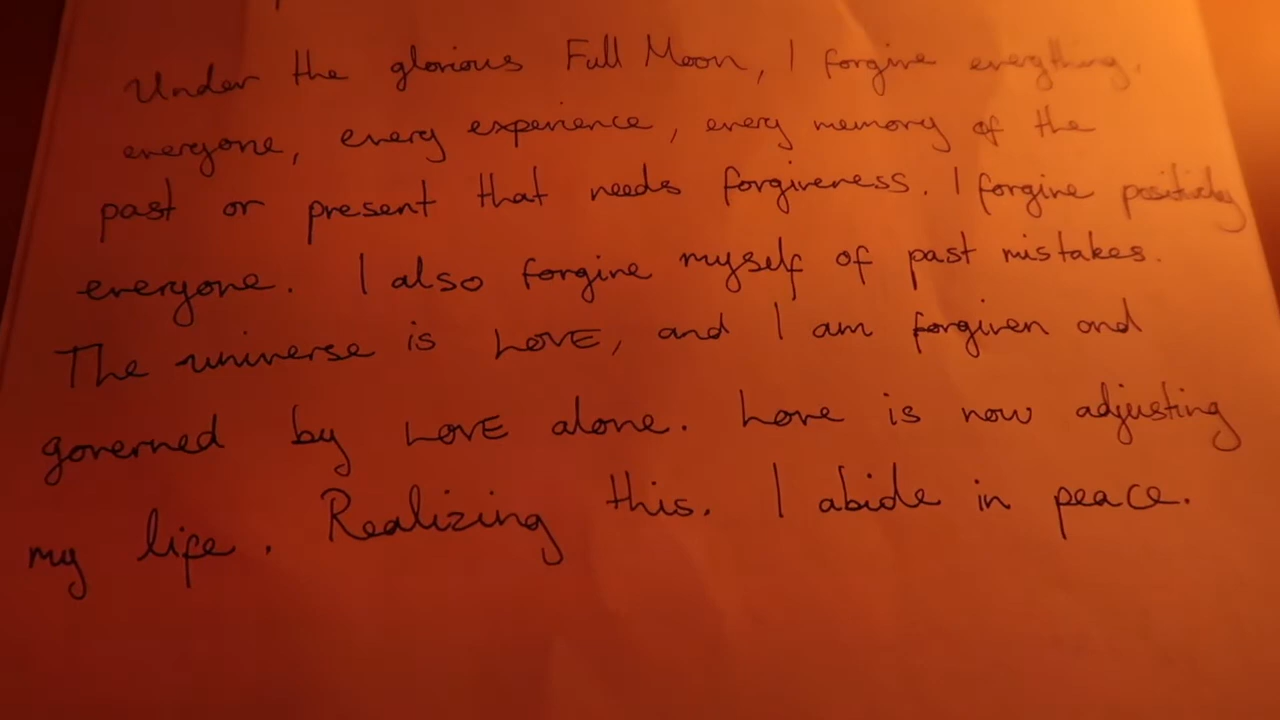 Under the glorious Full Moon, I forgive everything,
everyone, every experience, every memory of the
past or present that needs forgiveness. I forgive positively
everyone. I also forgive myself of past mistakes.
The universe is LOVE, and I am forgiven and
governed by LOVE alone. Love is now adjusting
my life. Realizing this. I abide in peace.